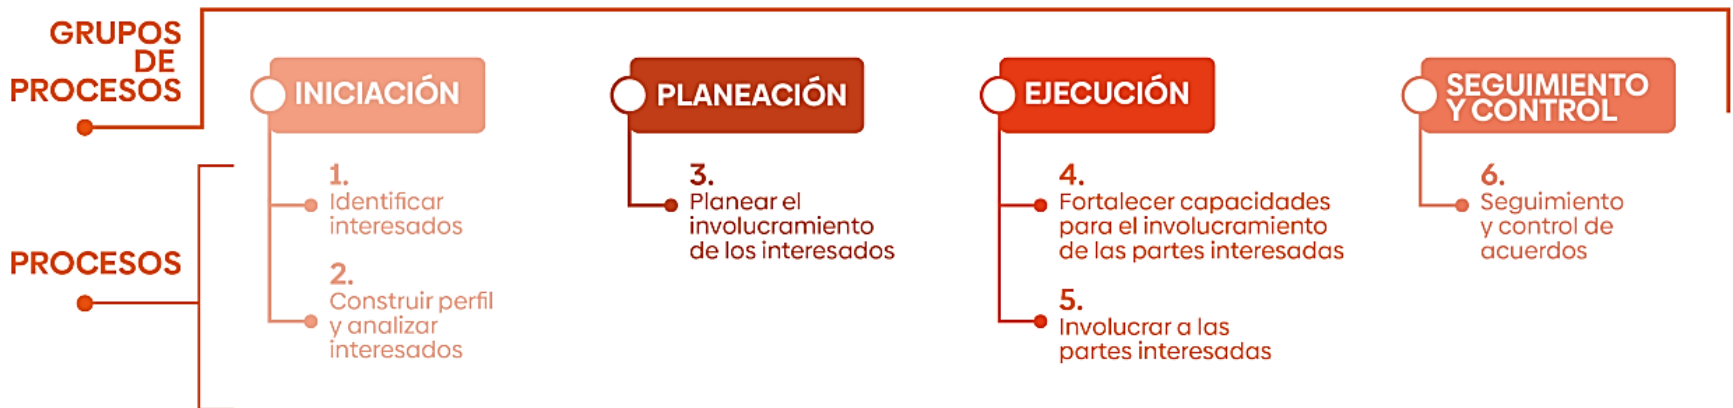 GRUPOS
DE
PROCESOS
INICIACIÓN
PLANEACIÓN
EJECUCIÓN
SEGUIMIENTO
Y CONTROL
PROCESOS
1.
Identificar
interesados
2.
Construir perfil
y analizar
interesados
3.
Planear el
involucramiento
de los interesados
4.
Fortalecer capacidades
para el involucramiento
de las partes interesadas
5.
Involucrar a las
partes interesadas
6.
Seguimiento
y control de
acuerdos